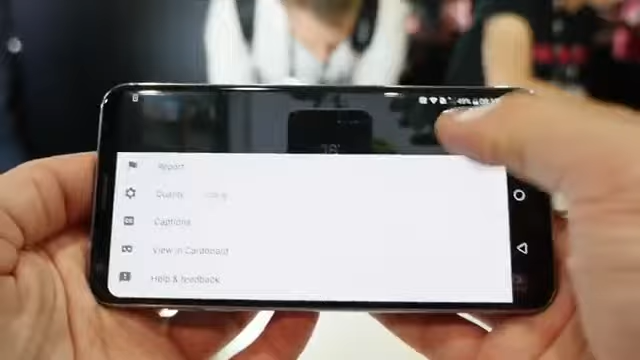 Report
Quality
Captions
View in Cardboard
Help & feedback